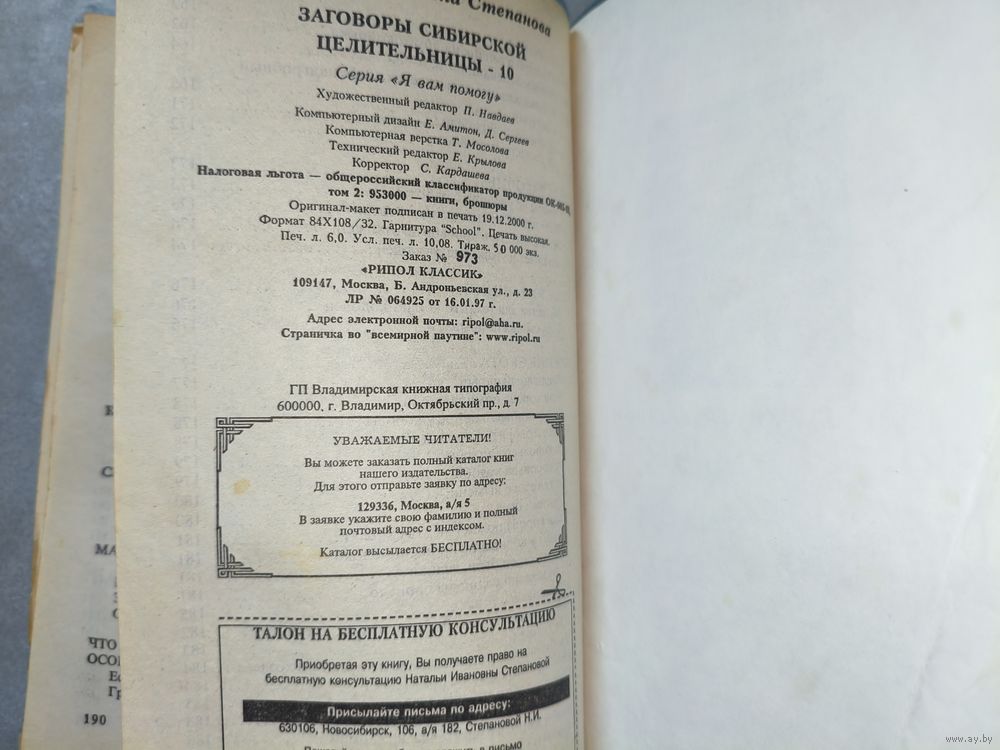 Степанова
ЗАГОВОРЫ СИБИРСКОЙ
ЦЕЛИТЕЛЬНИЦЫ - 10
Серия «Я вам помогу»
Художественный редактор П. Навдаев
Компьютерный дизайн Е. Амитон, Д. Сергеев
Компьютерная верстка Т. Мосолова
Технический редактор Е. Крылова
Корректор С. Кардашева
Налоговая льгота — общероссийский классификатор продукции
том 2: 953000 — книги, брошюры
Оригинал-макет подписан в печать 19.12.2000 г.
Формат 84Х108/32. Гарнитура "School". Печать высокая.
Печ. л. 6,0. Усл. печ. л. 10,08. Тираж. 50 000 экз.
Заказ № 973
«РИПОЛ КЛАССИК»
109147, Москва, Б. Андроньевская ул., д. 23
ЛР № 064925 от 16.01.97 г.
Адрес электронной почты: ripol@aha.ru.
Страничка во "всемирной паутине": www.ripol.ru
ГП Владимирская книжная типография
600000, г. Владимир, Октябрьский пр., д. 7
УВАЖАЕМЫЕ ЧИТАТЕЛИ!
Вы можете заказать полный каталог книг
нашего издательства.
Для этого отправьте заявку по адресу:
129336, Москва, а/я 5
В заявке укажите свою фамилию и полный
почтовый адрес с индексом.
Каталог высылается БЕСПЛАТНО!
ТАЛОН НА БЕСПЛАТНУЮ КОНСУЛЬТАЦИЮ
Приобретая эту книгу, Вы получаете право на
бесплатную консультацию Натальи Ивановны Степановой
Присылайте письма по адресу:
630106, Новосибирск, 106, а/я 182, Степановой Н.И.
письмо
ЧТО
190
www.ay.by